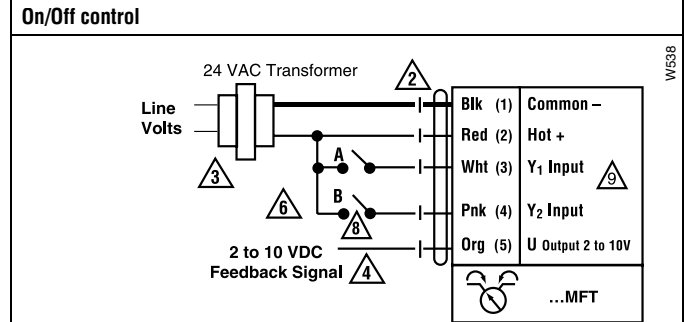 On/Off control
W538
24 VAC Transformer
2
Line
Volts
Blk (1) Common –
Red (2) Hot +
A
Wht (3) Y1 Input
9
3
6
B
8
Pnk (4) Y2 Input
2 to 10 VDC
Feedback Signal
4
Org (5) U Output 2 to 10V
...MFT